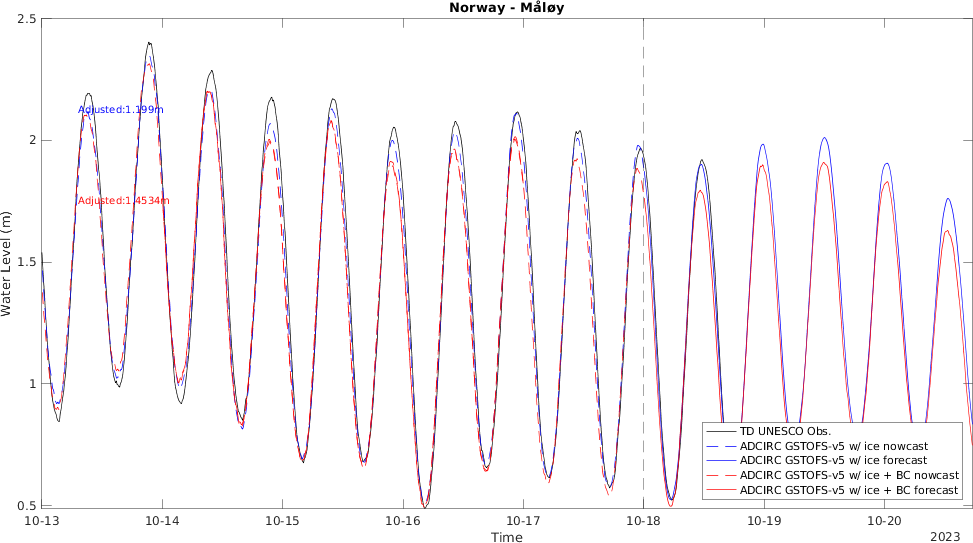 Norway - Måløy
2.5
2
1.5
1
0.5
Water Level (m)
Adjusted:1.199m
Adjusted:1.4534m
TD UNESCO Obs.
ADCIRC GSTOFS-v5 w/ ice nowcast
ADCIRC GSTOFS-v5 w/ ice forecast
ADCIRC GSTOFS-v5 w/ ice + BC nowcast
ADCIRC GSTOFS-v5 w/ ice + BC forecast
10-13 10-14 10-15 10-16 10-17 10-18 10-19 10-20
Time
2023